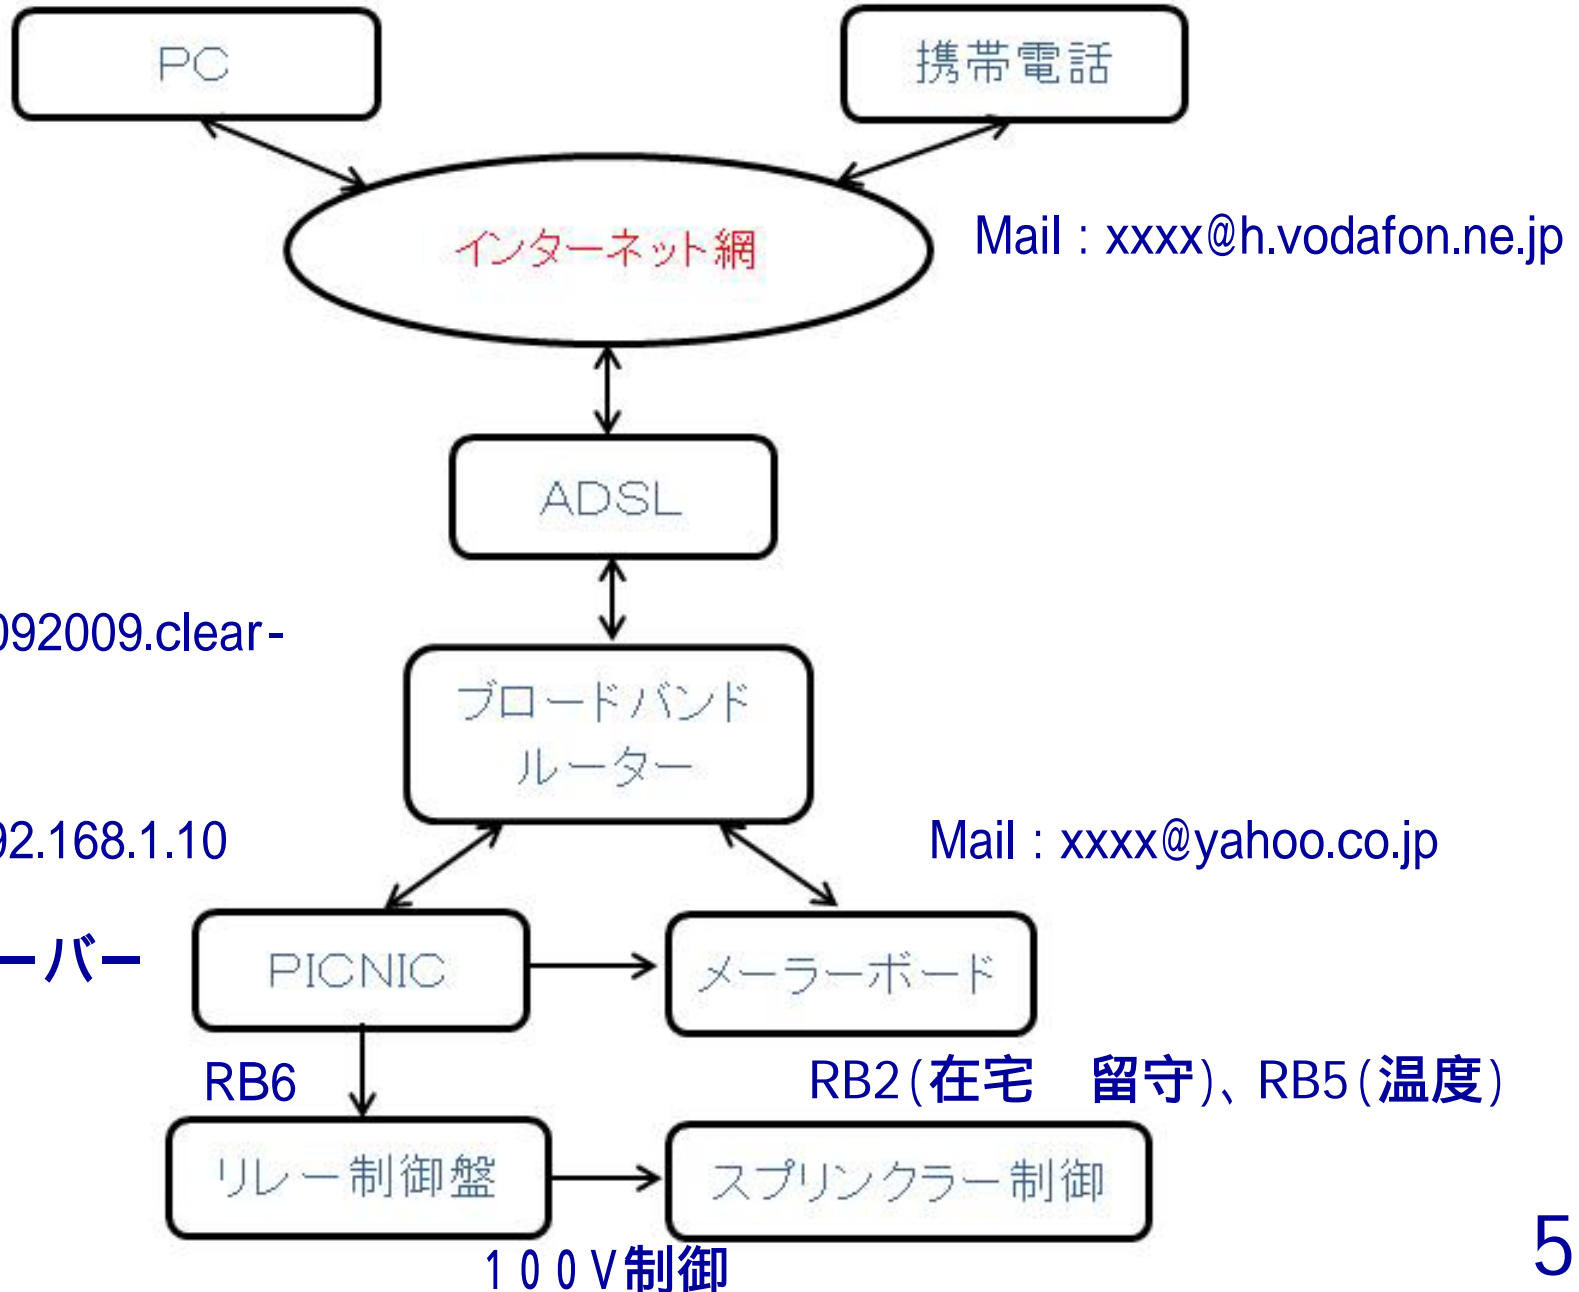 PC
携帯電話
インターネット網
Mail : xxxx@h.vodafon.ne.jp
ADSL
092009.clear-
ブロードバンド
ルーター
92.168.1.10
Mail : xxxx@yahoo.co.jp
ーバー
PICNIC
メーラーボード
RB6
RB2(在宅　留守)、RB5(温度)
リレー制御盤
スプリンクラー制御
100V制御
5